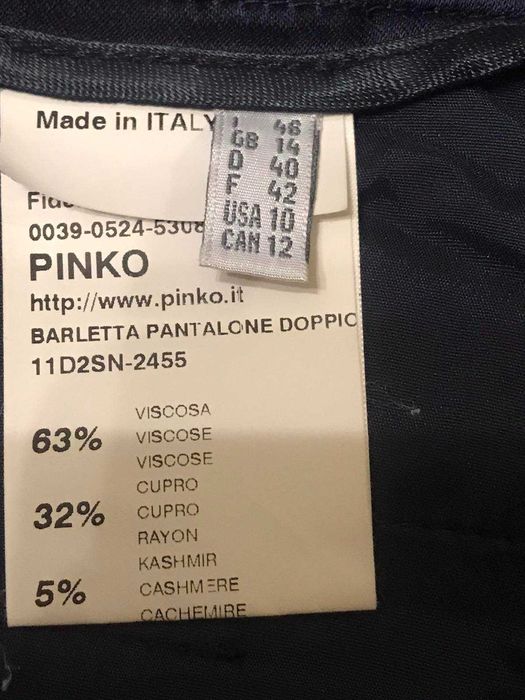 Made in ITALY
I 46
GB 14
D 40
F 42
USA 10
CAN 12
0039-0524-530
PINKO
http://www.pinko.it
BARLETTA PANTALONE DOPPIO
11D2SN-2455
63% VISCOSA
VISCOSE
VISCOSE
32% CUPRO
CUPRO
RAYON
5% KASHMIR
CASHMERE
CACHEMIRE